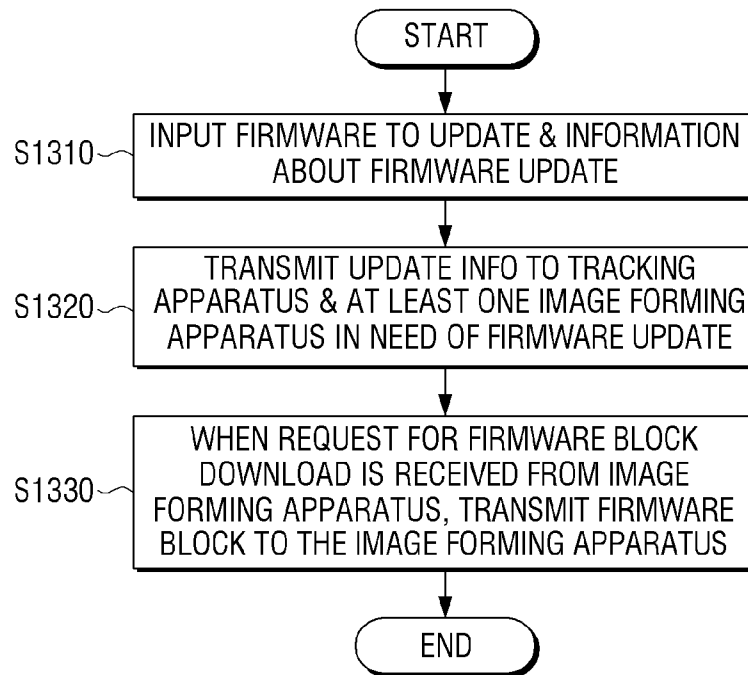 START
S1310
INPUT FIRMWARE TO UPDATE & INFORMATION
ABOUT FIRMWARE UPDATE
S1320
TRANSMIT UPDATE INFO TO TRACKING
APPARATUS & AT LEAST ONE IMAGE FORMING
APPARATUS IN NEED OF FIRMWARE UPDATE
S1330
WHEN REQUEST FOR FIRMWARE BLOCK
DOWNLOAD IS RECEIVED FROM IMAGE
FORMING APPARATUS, TRANSMIT FIRMWARE
BLOCK TO THE IMAGE FORMING APPARATUS
END